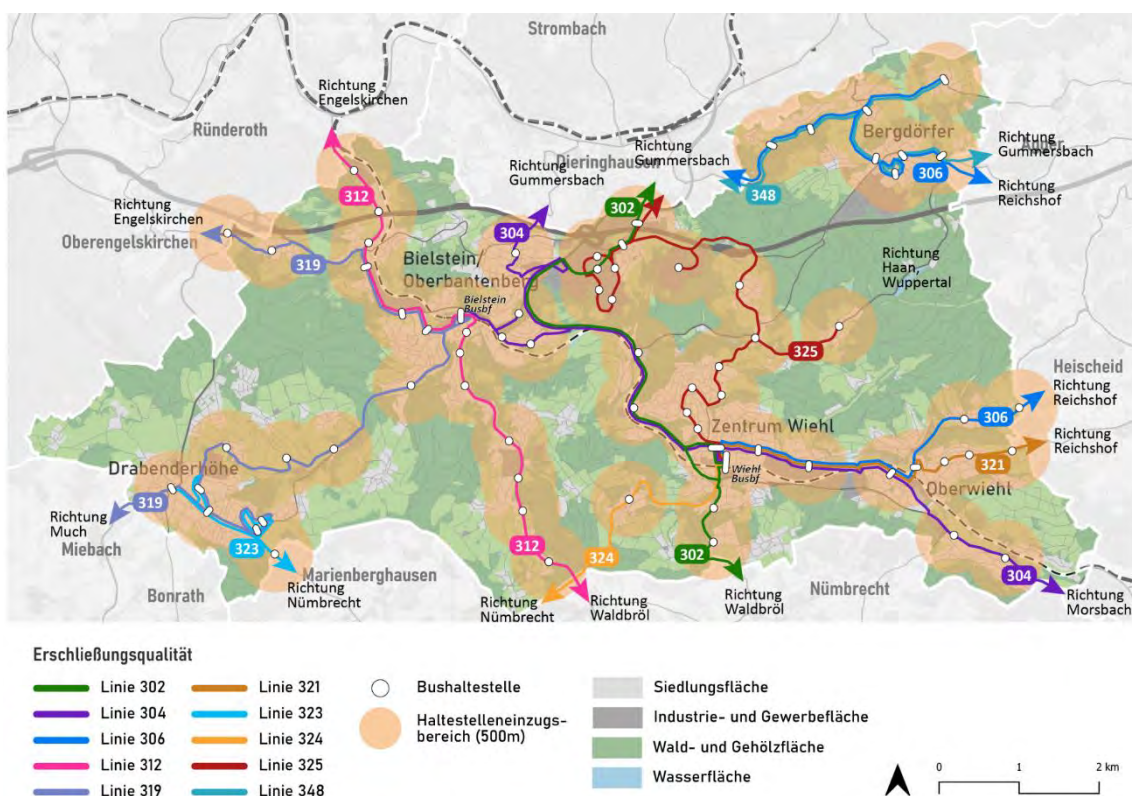 Strombach
Richtung
Engelskirchen
Ründeroth
Bergdörfer
Richtung
Gummersbach
Dieringhausen
Richtung
Gummersbach
Richtung
Gummersbach
306
Richtung
Reichshof
348
312
302
Richtung
Engelskirchen
304
Oberengelskirchen
319
Bielstein/
Oberbantenberg
Bielstein
Busbf
Richtung
Haan,
Wuppertal
325
Heischeid
Richtung
Reichshof
306
Zentrum Wiehl
Richtung
Reichshof
321
Drabenderhöhe
Wiehl
Busbf
Oberwiehl
319
Richtung
Much
Miebach
323
312
324
302
304
Marienberghausen
Nümbrecht
Bonrath
Richtung
Nümbrecht
Richtung
Nümbrecht
Richtung
Waldbröl
Richtung
Waldbröl
Richtung
Morsbach
Erschließungsqualität
Linie 302
Linie 304
Linie 306
Linie 312
Linie 319
Linie 321
Linie 323
Linie 324
Linie 325
Linie 348
Bushaltestelle
Haltestelleneinzugs-
bereich (500m)
Siedlungsfläche
Industrie- und Gewerbefläche
Wald- und Gehölzfläche
Wasserfläche
0 1 2 km